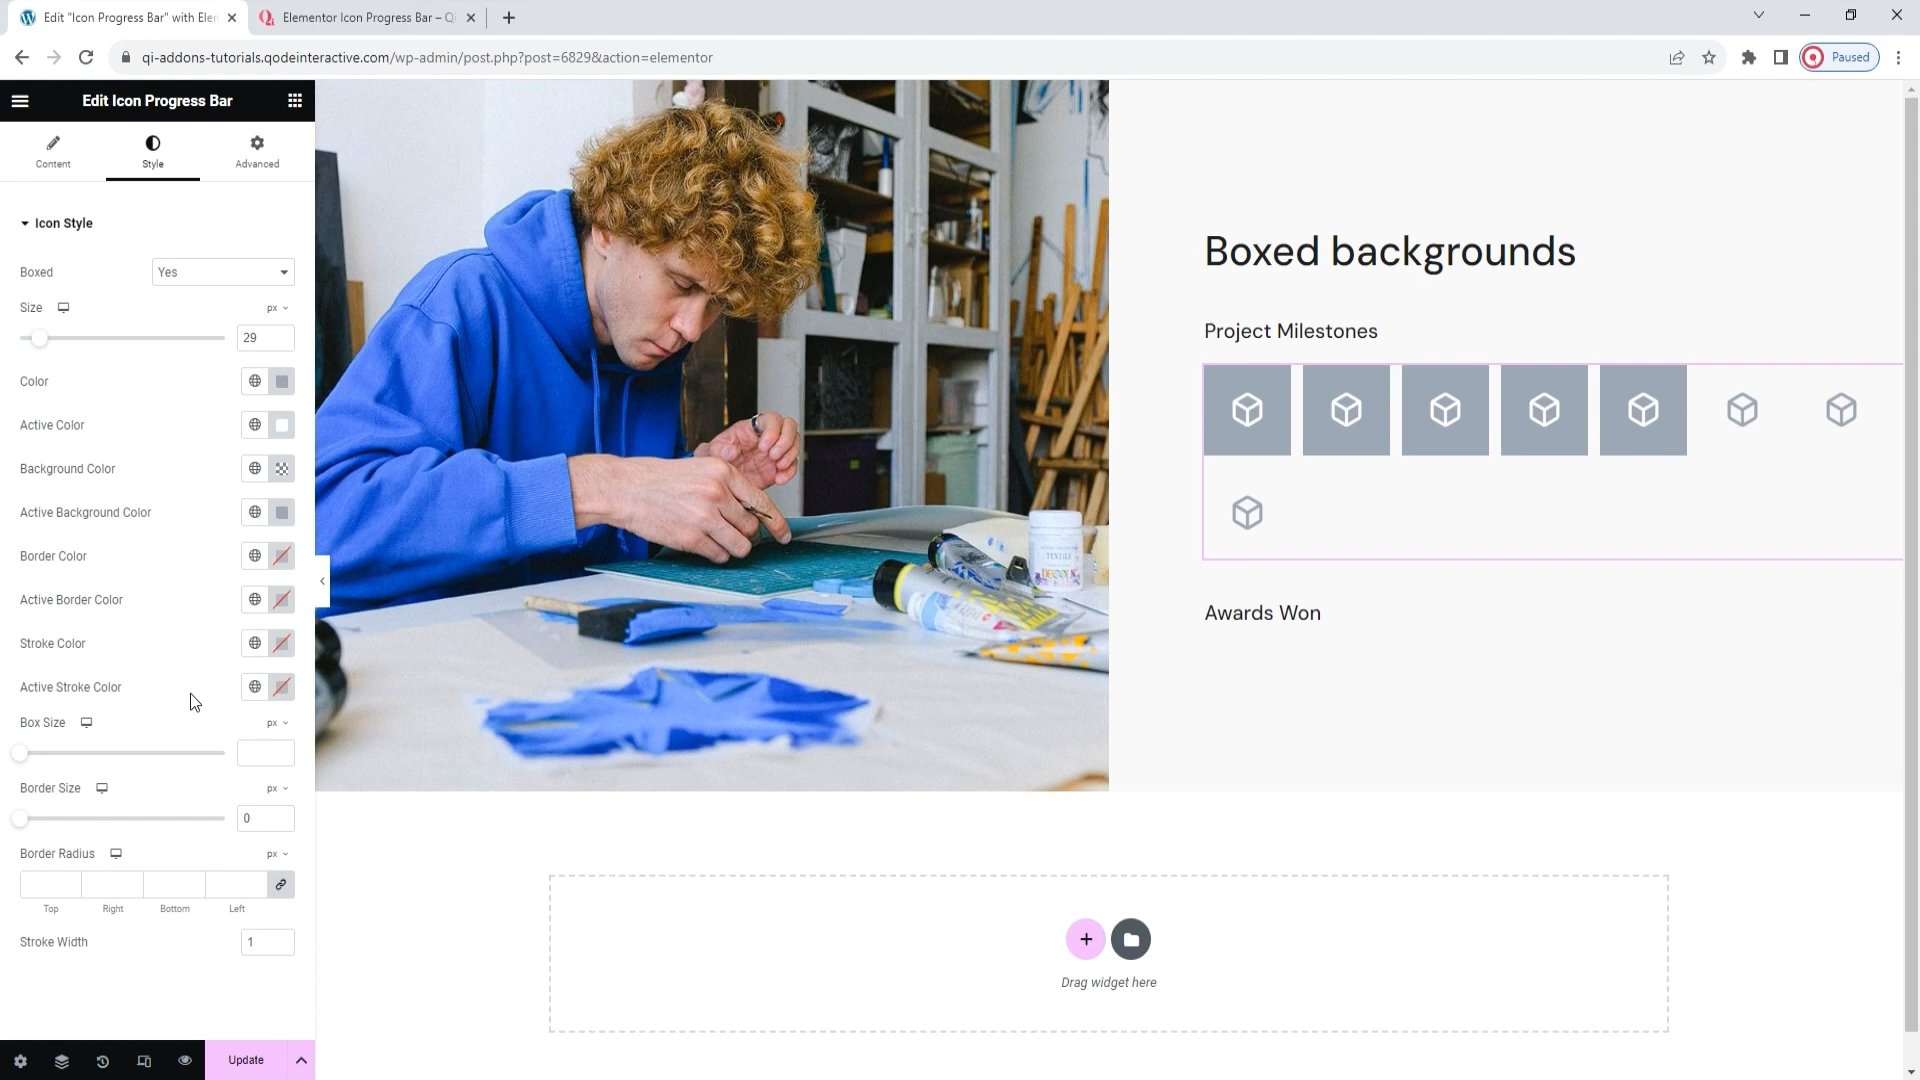 Edit "Icon Progress Bar" with Elen
Elementor Icon Progress Bar – Qi
qi-addons-tutorials.qodeinteractive.com/wp-admin/post.php?post=6829&action=elementor
Paused
Edit Icon Progress Bar
Content
Style
Advanced
Icon Style
Boxed
Yes
Size
px
29
Color
Active Color
Background Color
Active Background Color
Border Color
Active Border Color
Stroke Color
Active Stroke Color
Box Size
px
Border Size
px
0
Border Radius
px
Top Right Bottom Left
Stroke Width
1
Update
Boxed backgrounds
Project Milestones
Awards Won
Drag widget here